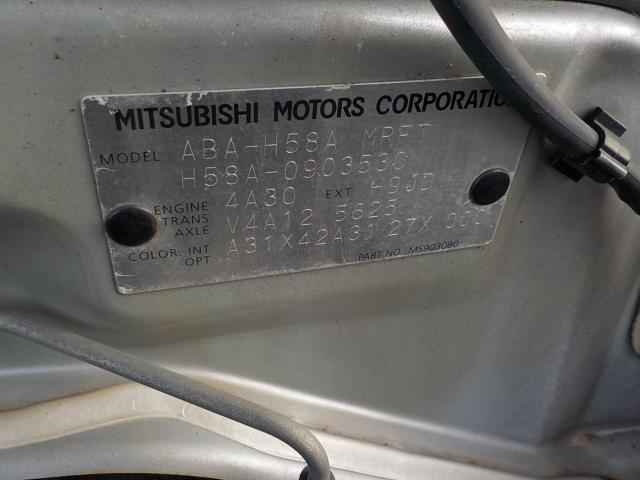 MITSUBISHI MOTORS CORPORATION
MODEL ABA-H58A MRFT
H58A-0903530
ENGINE 4A30 EXT H9JD
TRANS AXLE V4A12 5625
COLOR. INT OPT A31X42A31 27X
PART NO. MS903080